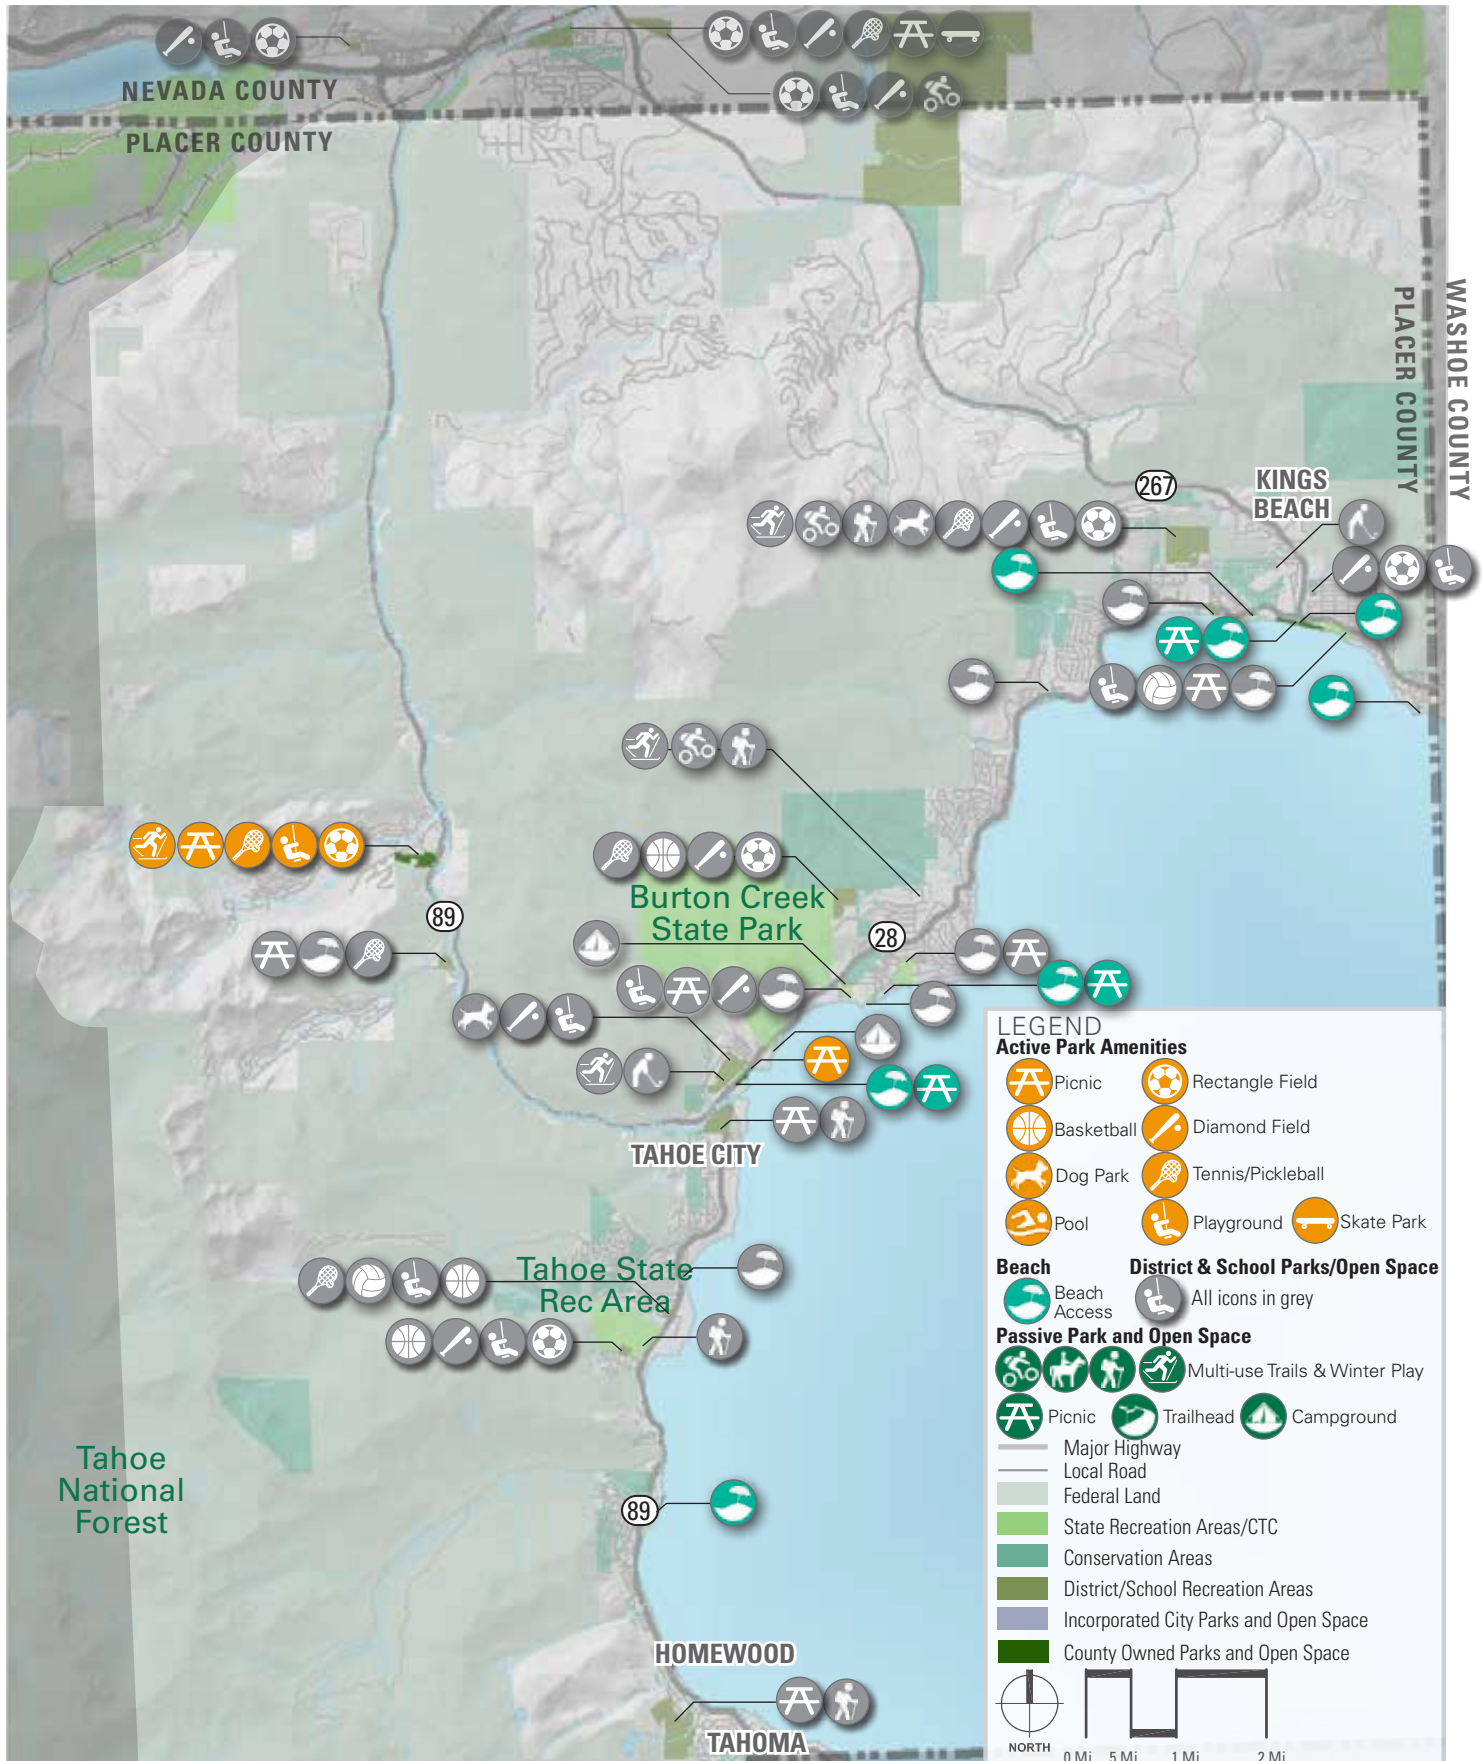 NEVADA COUNTY
PLACER COUNTY
WASHOE COUNTY
PLACER COUNTY
267
KINGS
BEACH
89
Burton Creek
State Park
28
TAHOE CITY
Tahoe State
Rec Area
Tahoe
National
Forest
89
HOMEWOOD
TAHOMA
LEGEND
Active Park Amenities
Picnic
Rectangle Field
Basketball
Diamond Field
Dog Park
Tennis/Pickleball
Pool
Playground
Skate Park
Beach
District & School Parks/Open Space
Beach
Access
All icons in grey
Passive Park and Open Space
Multi-use Trails & Winter Play
Picnic
Trailhead
Campground
Major Highway
Local Road
Federal Land
State Recreation Areas/CTC
Conservation Areas
District/School Recreation Areas
Incorporated City Parks and Open Space
County Owned Parks and Open Space
NORTH
0 Mi .5 Mi 1 Mi 2 Mi